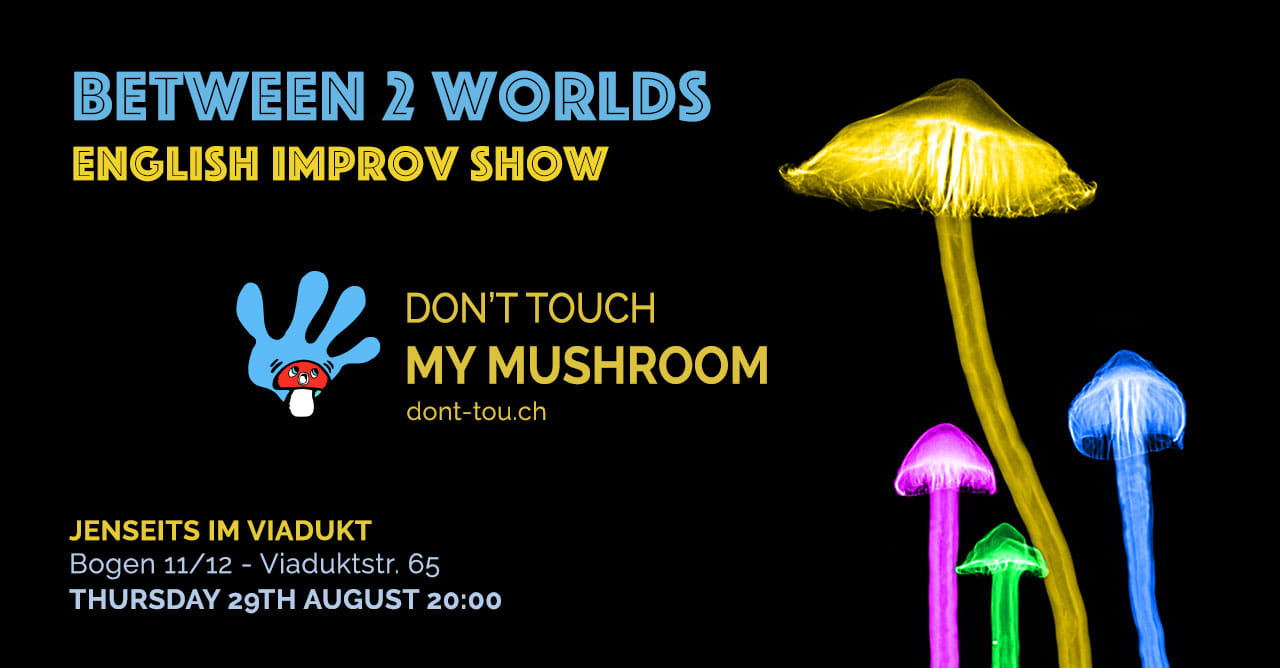 BETWEEN 2 WORLDS
ENGLISH IMPROV SHOW
DON'T TOUCH
MY MUSHROOM
dont-tou.ch
JENSEITS IM VIADUKT
Bogen 11/12 - Viaduktstr. 65
THURSDAY 29TH AUGUST 20:00